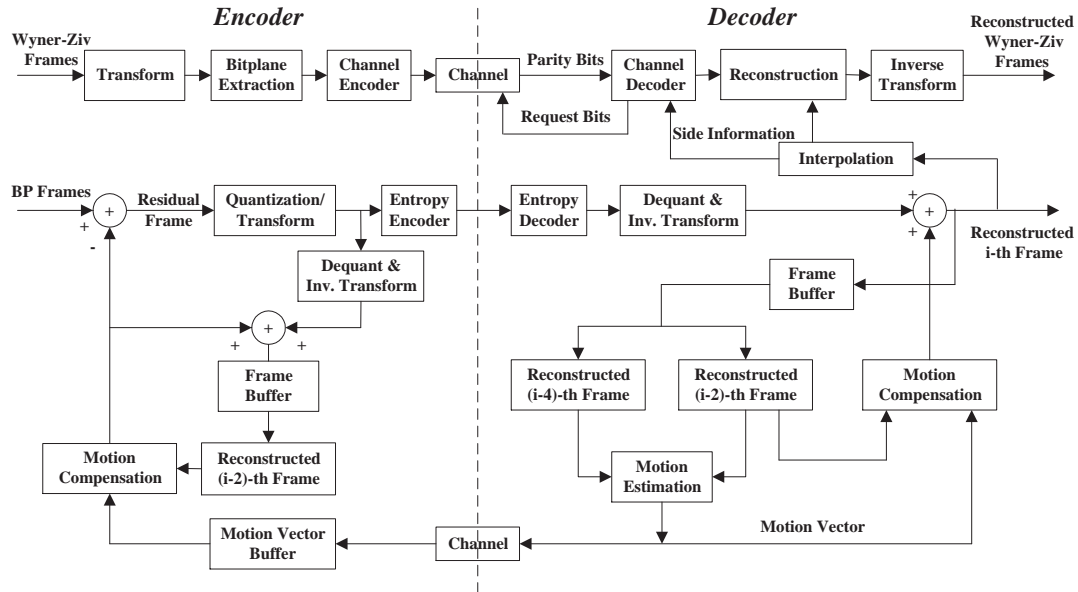 Encoder
Decoder
Wyner-Ziv
Frames
Transform
Bitplane
Extraction
Channel
Encoder
Channel
Parity Bits
Request Bits
Channel
Decoder
Reconstruction
Inverse
Transform
Reconstructed
Wyner-Ziv
Frames
Side Information
Interpolation
BP Frames
+
-
+
Residual
Frame
Quantization/
Transform
Entropy
Encoder
Entropy
Decoder
Dequant &
Inv. Transform
+
+
+
Reconstructed
i-th Frame
Dequant &
Inv. Transform
+
+
+
Frame
Buffer
Frame
Buffer
Reconstructed
(i-4)-th Frame
Reconstructed
(i-2)-th Frame
Motion
Compensation
Motion
Compensation
Reconstructed
(i-2)-th Frame
Motion
Estimation
Motion Vector
Buffer
Channel
Motion Vector